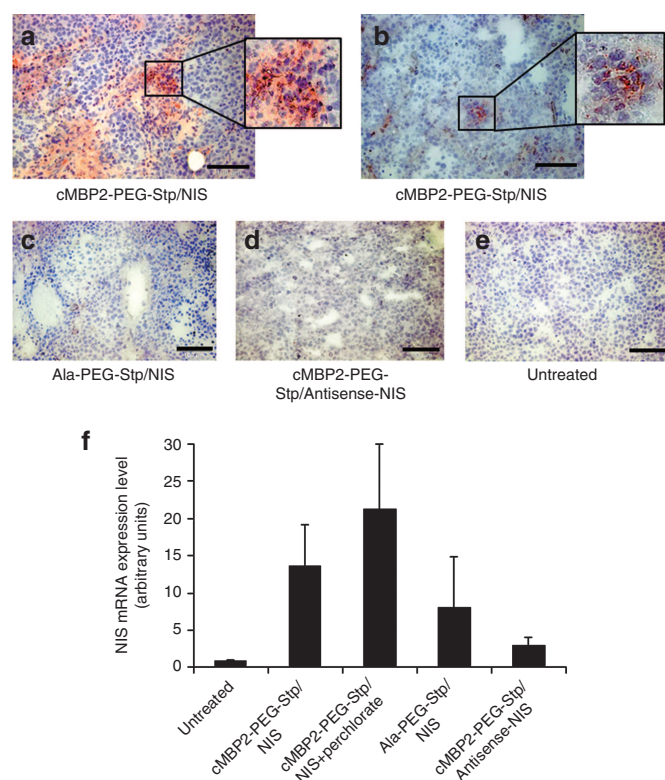 a
b
cMBP2-PEG-Stp/NIS
cMBP2-PEG-Stp/NIS
c
d
e
Ala-PEG-Stp/NIS
cMBP2-PEG-
Stp/Antisense-NIS
Untreated
f
NIS mRNA expression level
(arbitrary units)
30
25
20
15
10
5
0
Untreated
cMBP2-PEG-Stp/
NIS
cMBP2-PEG-Stp/
NIS+perchlorate
Ala-PEG-Stp/
NIS
cMBP2-PEG-Stp/
Antisense-NIS